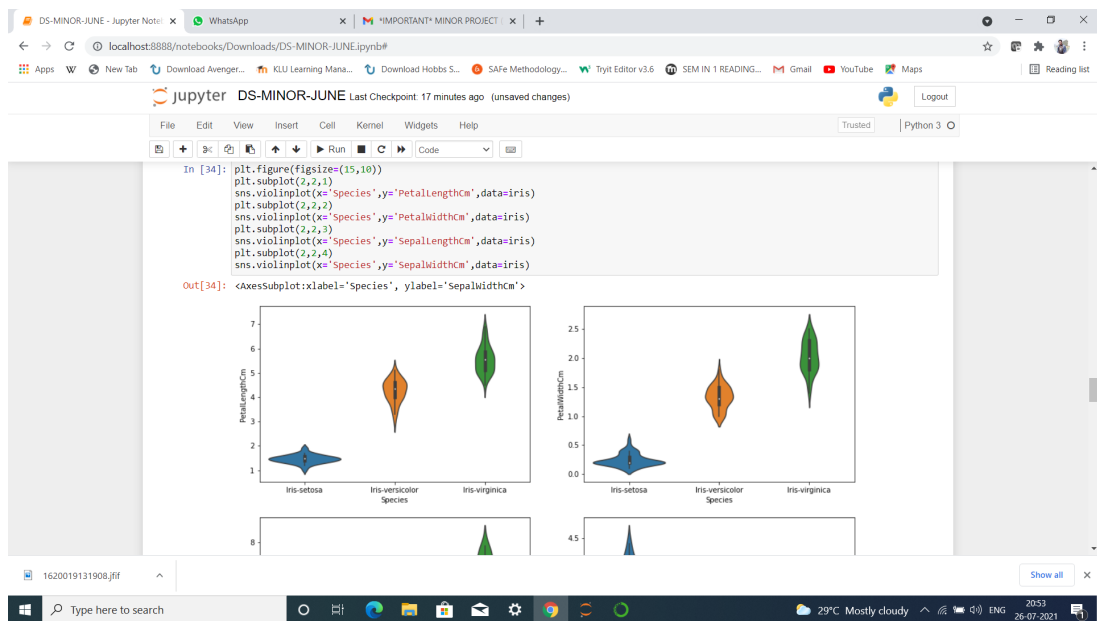 DS-MINOR-JUNE - Jupyter Notel
WhatsApp
*IMPORTANT* MINOR PROJECT
localhost:8888/notebooks/Downloads/DS-MINOR-JUNE.ipynb#
Apps
New Tab
Download Avenger...
KLU Learning Mana...
Download Hobbs S...
SAFe Methodology...
Tryit Editor v3.6
SEM IN 1 READING...
Gmail
YouTube
Maps
Reading list
jupyter DS-MINOR-JUNE Last Checkpoint: 17 minutes ago (unsaved changes)
Logout
File Edit View Insert Cell Kernel Widgets Help
Trusted
Python 3
Run
Code
In [34]: plt.figure(figsize=(15,10))
plt.subplot(2,2,1)
sns.violinplot(x='Species',y='PetalLengthCm',data=iris)
plt.subplot(2,2,2)
sns.violinplot(x='Species',y='PetalWidthCm',data=iris)
plt.subplot(2,2,3)
sns.violinplot(x='Species',y='SepalLengthCm',data=iris)
plt.subplot(2,2,4)
sns.violinplot(x='Species',y='SepalWidthCm',data=iris)
Out[34]: <AxesSubplot:xlabel='Species', ylabel='SepalWidthCm'>
7
6
5
4
3
2
1
PetalLengthCm
Iris-setosa Iris-versicolor Iris-virginica
Species
2.5
2.0
1.5
1.0
0.5
0.0
PetalWidthCm
Iris-setosa Iris-versicolor Iris-virginica
Species
8
4.5
1620019131908.jfif
Show all
Type here to search
29°C Mostly cloudy
ENG
20:53
26-07-2021
1